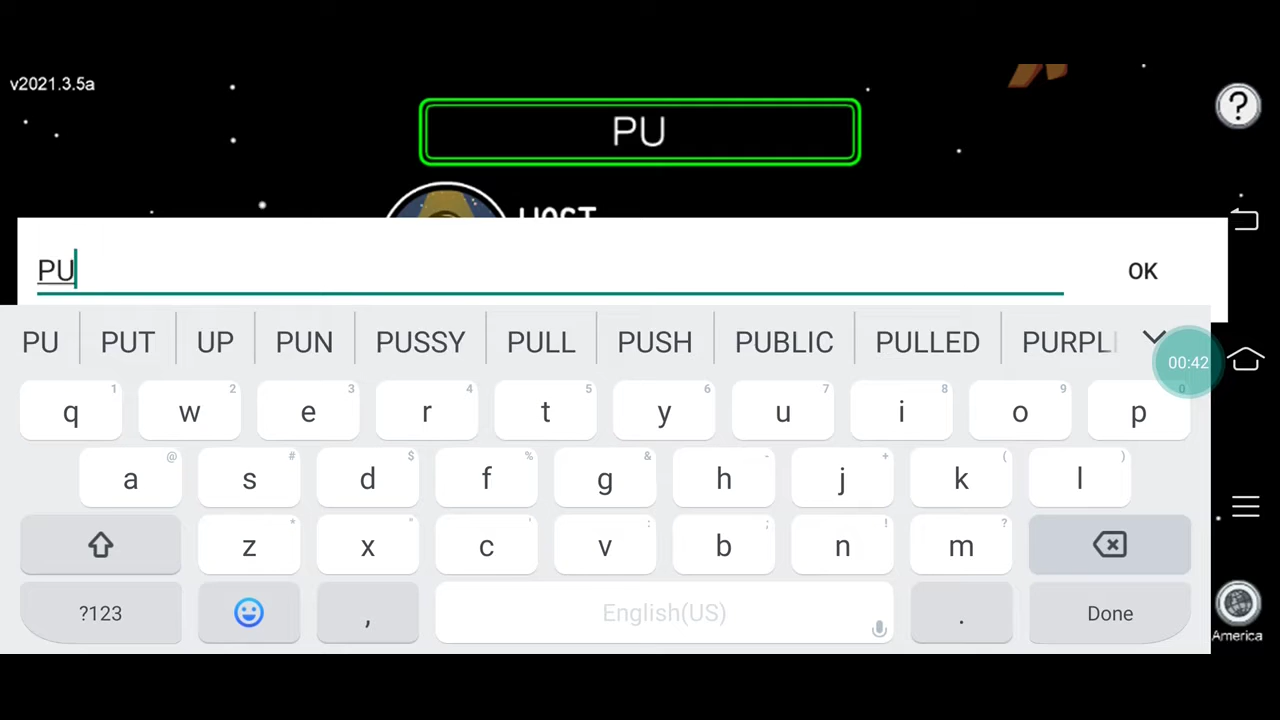 v2021.3.5a
PU
?
HOST
PU
OK
PU PUT UP PUN PUSSY PULL PUSH PUBLIC PULLED PURPL
00:42
1 2 3 4 5 6 7 8 9 0
q w e r t y u i o p
@ # $ % & - + ( )
a s d f g h j k l
* " ' : ; ! ?
z x c v b n m
?123 , English(US) . Done
America